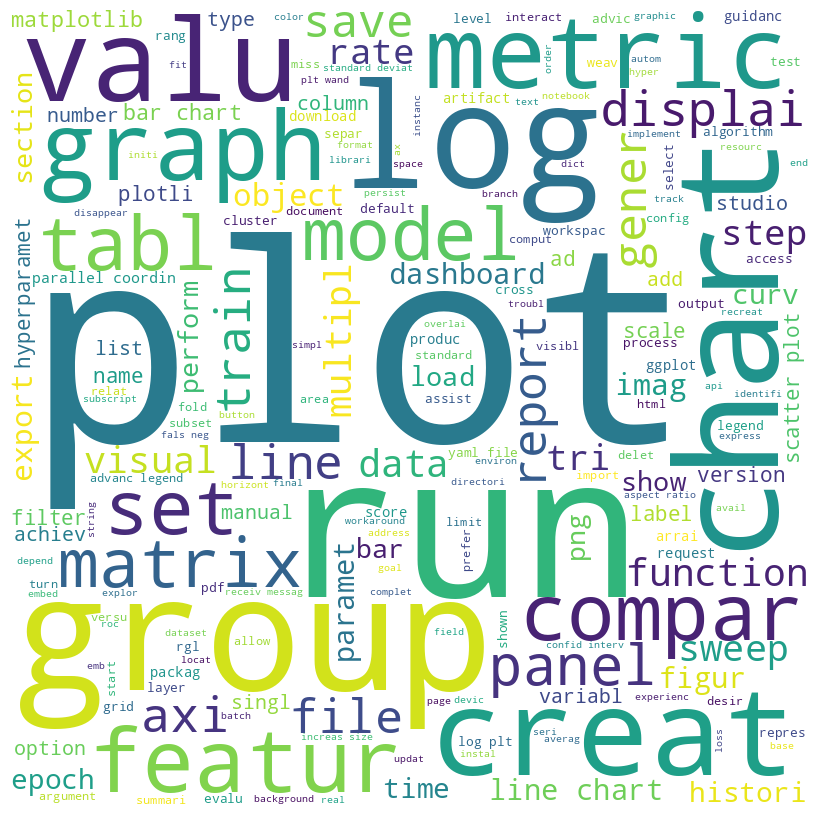 matplotlib
type
color
save
level
interact
advic
graphic
guidanc
rang
valu
rate
miss
metric
weav
autom
test
fit
standard deviat
plt wand
order
hyper
section
number
bar chart
column
log
artifact
text
notebook
displai
download
instanc
implement
algorithm
graph
separ
format
ax
librari
space
dict
select
resourc
end
initi
plotli
object
persist
branch
gener
track
studio
disappear
cluster
document
default
workspac
config
tabl
model
comput
step
access
hyperparamet
parallel coordin
dashboard
cross
ad
add
chart
train
multipl
troubl
output
curv
perform
plot
overlai
produc
scale
process
recreat
list
simpl
visibl
ggplot
scatter plot
name
standard
report
html
api
identifi
relat
load
imag
subscript
fold
area
assist
export
subset
button
legend
fals neg
express
visual
line
data
yaml file
environ
tri
delet
show
version
advanc legend
horizont
final
directori
import
aspect ratio
run
label
avail
filter
string
set
manual
score
limit
prefer
png
arrai
achiev
workaround
address
bar
request
depend
matrix
goal
function
turn
embed
explor
pdf
receiv messag
paramet
complet
group
compar
versu
roc
dataset
allow
field
shown
confid interv
sweep
emb
rgl
locat
panel
start
packag
layer
page
devic
variabl
figur
experienc
desir
grid
axi
singl
file
batch
creat
option
featur
increas size
log plt
seri
averag
loss
repres
updat
instal
base
epoch
argument
summari
evalu
background
real
time
line chart
histori